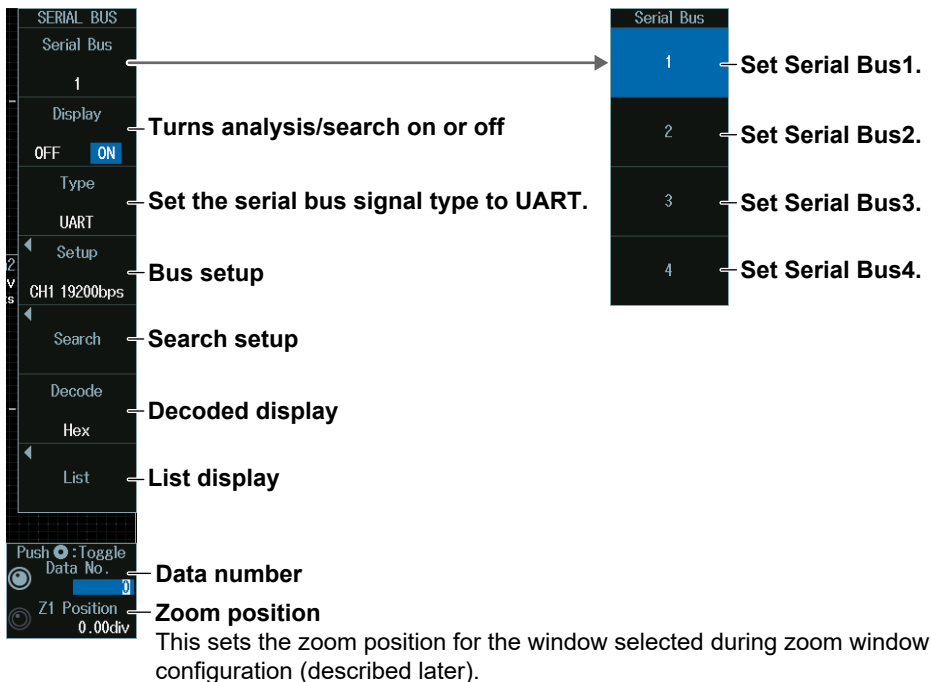 SERIAL BUS
Serial Bus
1
Display
OFF ON
Type
UART
Setup
CH1 19200bps
Search
Decode
Hex
List
Push :Toggle
Data No.
0
Z1 Position
0.00div
Turns analysis/search on or off
Set the serial bus signal type to UART.
Bus setup
Search setup
Decoded display
List display
Data number
Zoom position
This sets the zoom position for the window selected during zoom window
configuration (described later).
Serial Bus
1
2
3
4
Set Serial Bus1.
Set Serial Bus2.
Set Serial Bus3.
Set Serial Bus4.